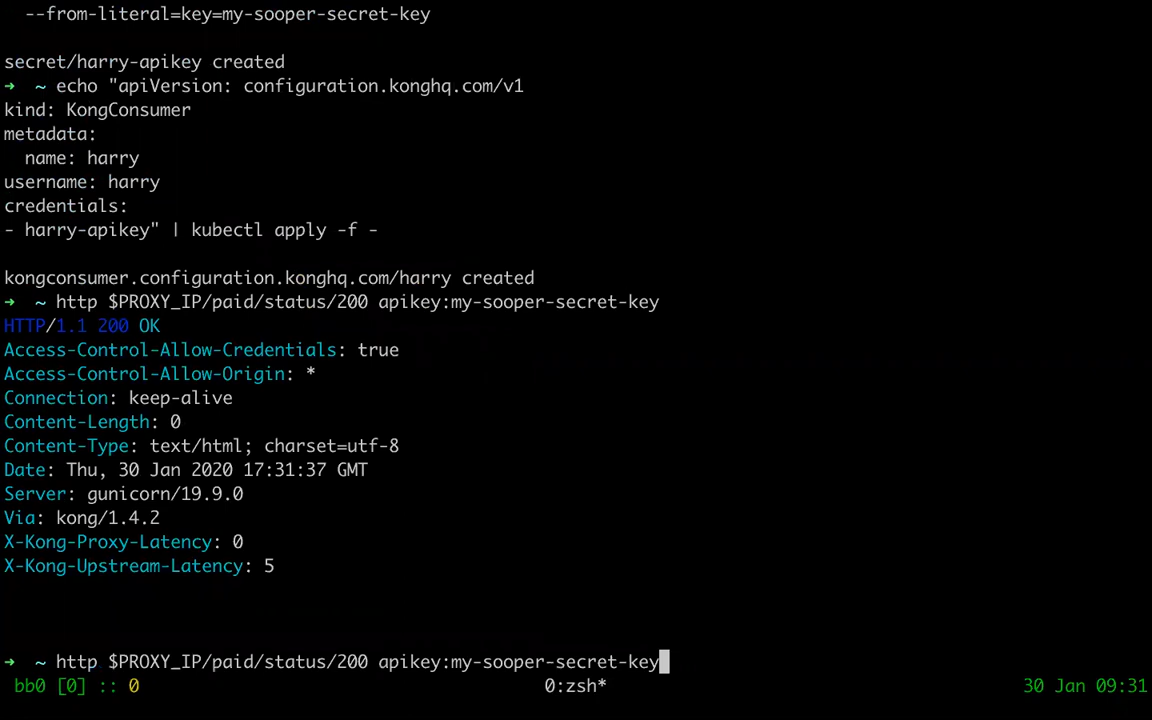 --from-literal=key=my-sooper-secret-key
secret/harry-apikey created
→ ~ echo "apiVersion: configuration.konghq.com/v1
kind: KongConsumer
metadata:
  name: harry
username: harry
credentials:
- harry-apikey" | kubectl apply -f -
kongconsumer.configuration.konghq.com/harry created
→ ~ http $PROXY_IP/paid/status/200 apikey:my-sooper-secret-key
HTTP/1.1 200 OK
Access-Control-Allow-Credentials: true
Access-Control-Allow-Origin: *
Connection: keep-alive
Content-Length: 0
Content-Type: text/html; charset=utf-8
Date: Thu, 30 Jan 2020 17:31:37 GMT
Server: gunicorn/19.9.0
Via: kong/1.4.2
X-Kong-Proxy-Latency: 0
X-Kong-Upstream-Latency: 5
→ ~ http $PROXY_IP/paid/status/200 apikey:my-sooper-secret-key
bb0 [0] :: 0 0:zsh* 30 Jan 09:31